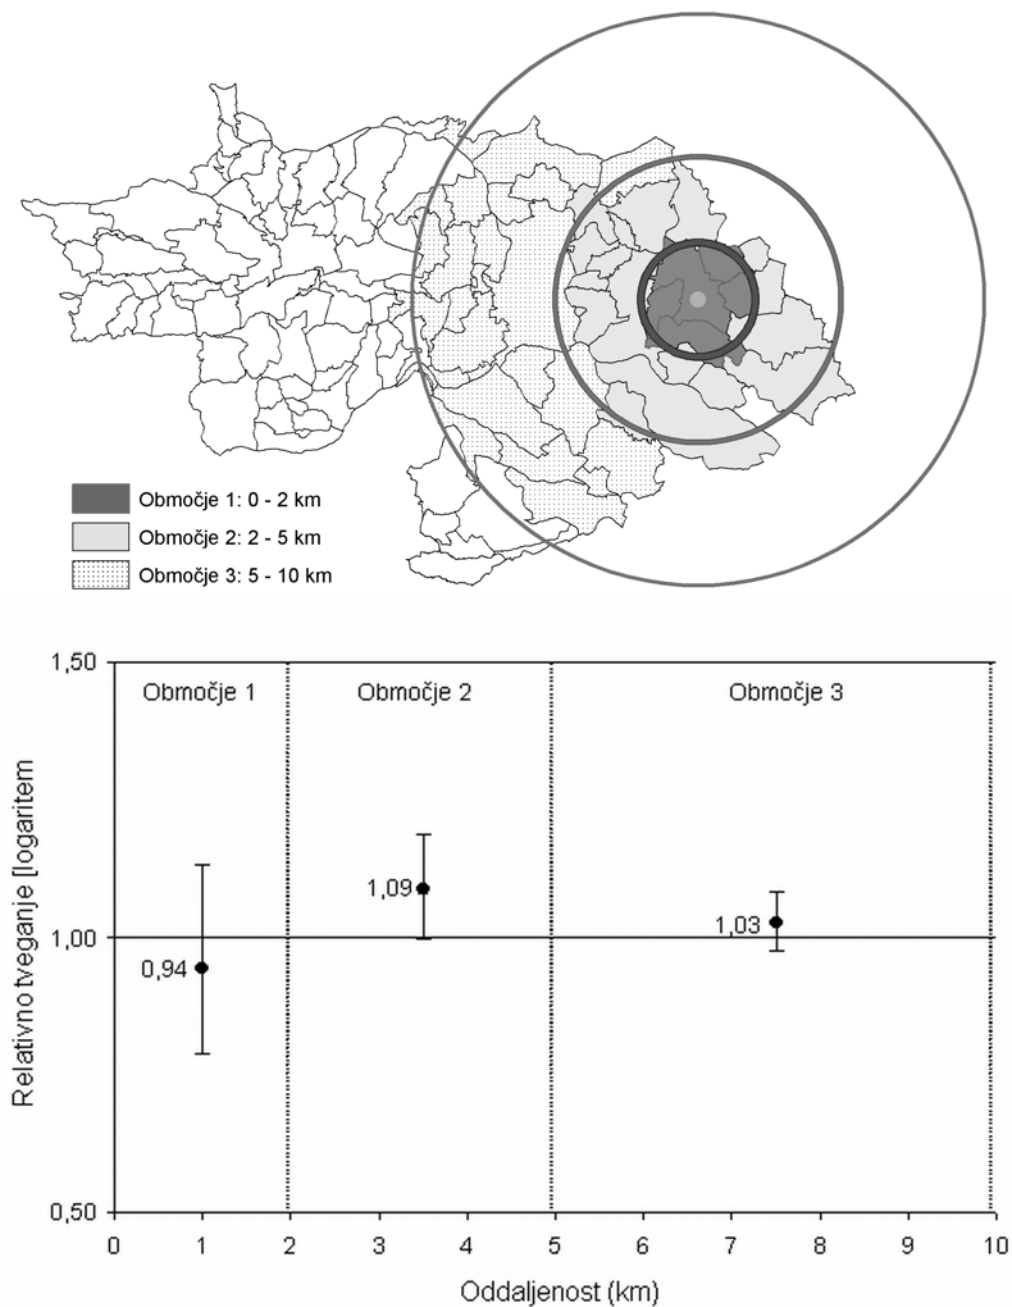 Območje 1: 0 - 2 km
Območje 2: 2 - 5 km
Območje 3: 5 - 10 km
1,50
Območje 1
Območje 2
Območje 3
Relativno tveganje [logaritem
1,09
1,03
1,00
0,94
0,50
0 1 2 3 4 5 6 7 8 9 10
Oddaljenost (km)